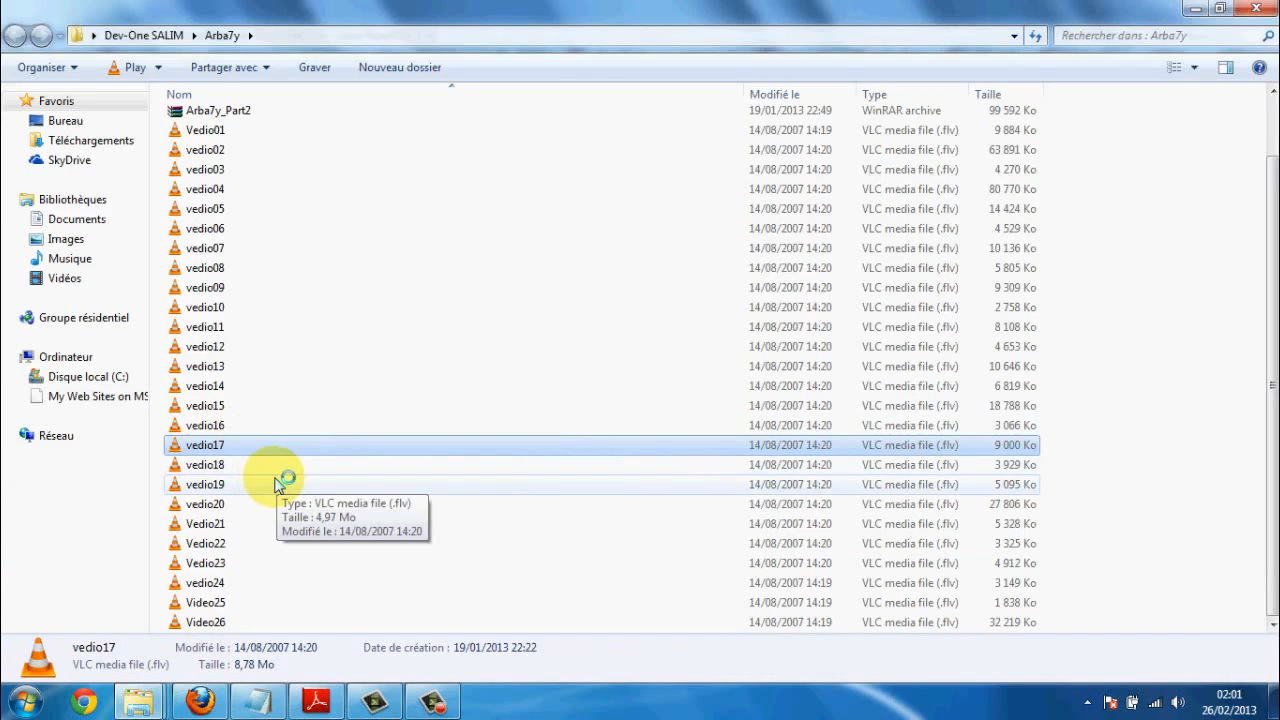 Dev-One SALIM Arba7y Rechercher dans : Arba7y
Organiser Play Partager avec Graver Nouveau dossier
Nom Modifié le Type Taille
Favoris
Bureau
Téléchargements
SkyDrive
Bibliothèques
Documents
Images
Musique
Vidéos
Groupe résidentiel
Ordinateur
Disque local (C:)
My Web Sites on MS
Réseau
Arba7y_Part2 19/01/2013 22:49 WinRAR archive 99 592 Ko
Vedio01 14/08/2007 14:19 VLC media file (.flv) 9 884 Ko
vedio02 14/08/2007 14:20 VLC media file (.flv) 63 891 Ko
vedio03 14/08/2007 14:20 VLC media file (.flv) 4 270 Ko
vedio04 14/08/2007 14:20 VLC media file (.flv) 80 770 Ko
vedio05 14/08/2007 14:20 VLC media file (.flv) 14 424 Ko
vedio06 14/08/2007 14:20 VLC media file (.flv) 4 529 Ko
vedio07 14/08/2007 14:20 VLC media file (.flv) 10 136 Ko
vedio08 14/08/2007 14:20 VLC media file (.flv) 5 805 Ko
vedio09 14/08/2007 14:20 VLC media file (.flv) 9 309 Ko
vedio10 14/08/2007 14:20 VLC media file (.flv) 2 758 Ko
vedio11 14/08/2007 14:20 VLC media file (.flv) 8 108 Ko
vedio12 14/08/2007 14:20 VLC media file (.flv) 4 653 Ko
vedio13 14/08/2007 14:20 VLC media file (.flv) 10 646 Ko
vedio14 14/08/2007 14:20 VLC media file (.flv) 6 819 Ko
vedio15 14/08/2007 14:20 VLC media file (.flv) 18 788 Ko
vedio16 14/08/2007 14:20 VLC media file (.flv) 3 066 Ko
vedio17 14/08/2007 14:20 VLC media file (.flv) 9 000 Ko
vedio18 14/08/2007 14:20 VLC media file (.flv) 3 929 Ko
vedio19 14/08/2007 14:20 VLC media file (.flv) 5 095 Ko
vedio20 14/08/2007 14:20 VLC media file (.flv) 27 806 Ko
Vedio21 14/08/2007 14:20 VLC media file (.flv) 5 328 Ko
Vedio22 14/08/2007 14:20 VLC media file (.flv) 3 325 Ko
Vedio23 14/08/2007 14:20 VLC media file (.flv) 4 912 Ko
vedio24 14/08/2007 14:19 VLC media file (.flv) 3 149 Ko
Video25 14/08/2007 14:19 VLC media file (.flv) 1 838 Ko
Video26 14/08/2007 14:19 VLC media file (.flv) 32 219 Ko
Type : VLC media file (.flv)
Taille : 4,97 Mo
Modifié le : 14/08/2007 14:20
vedio17 Modifié le : 14/08/2007 14:20 Date de création : 19/01/2013 22:22
VLC media file (.flv) Taille : 8,78 Mo
02:01
26/02/2013